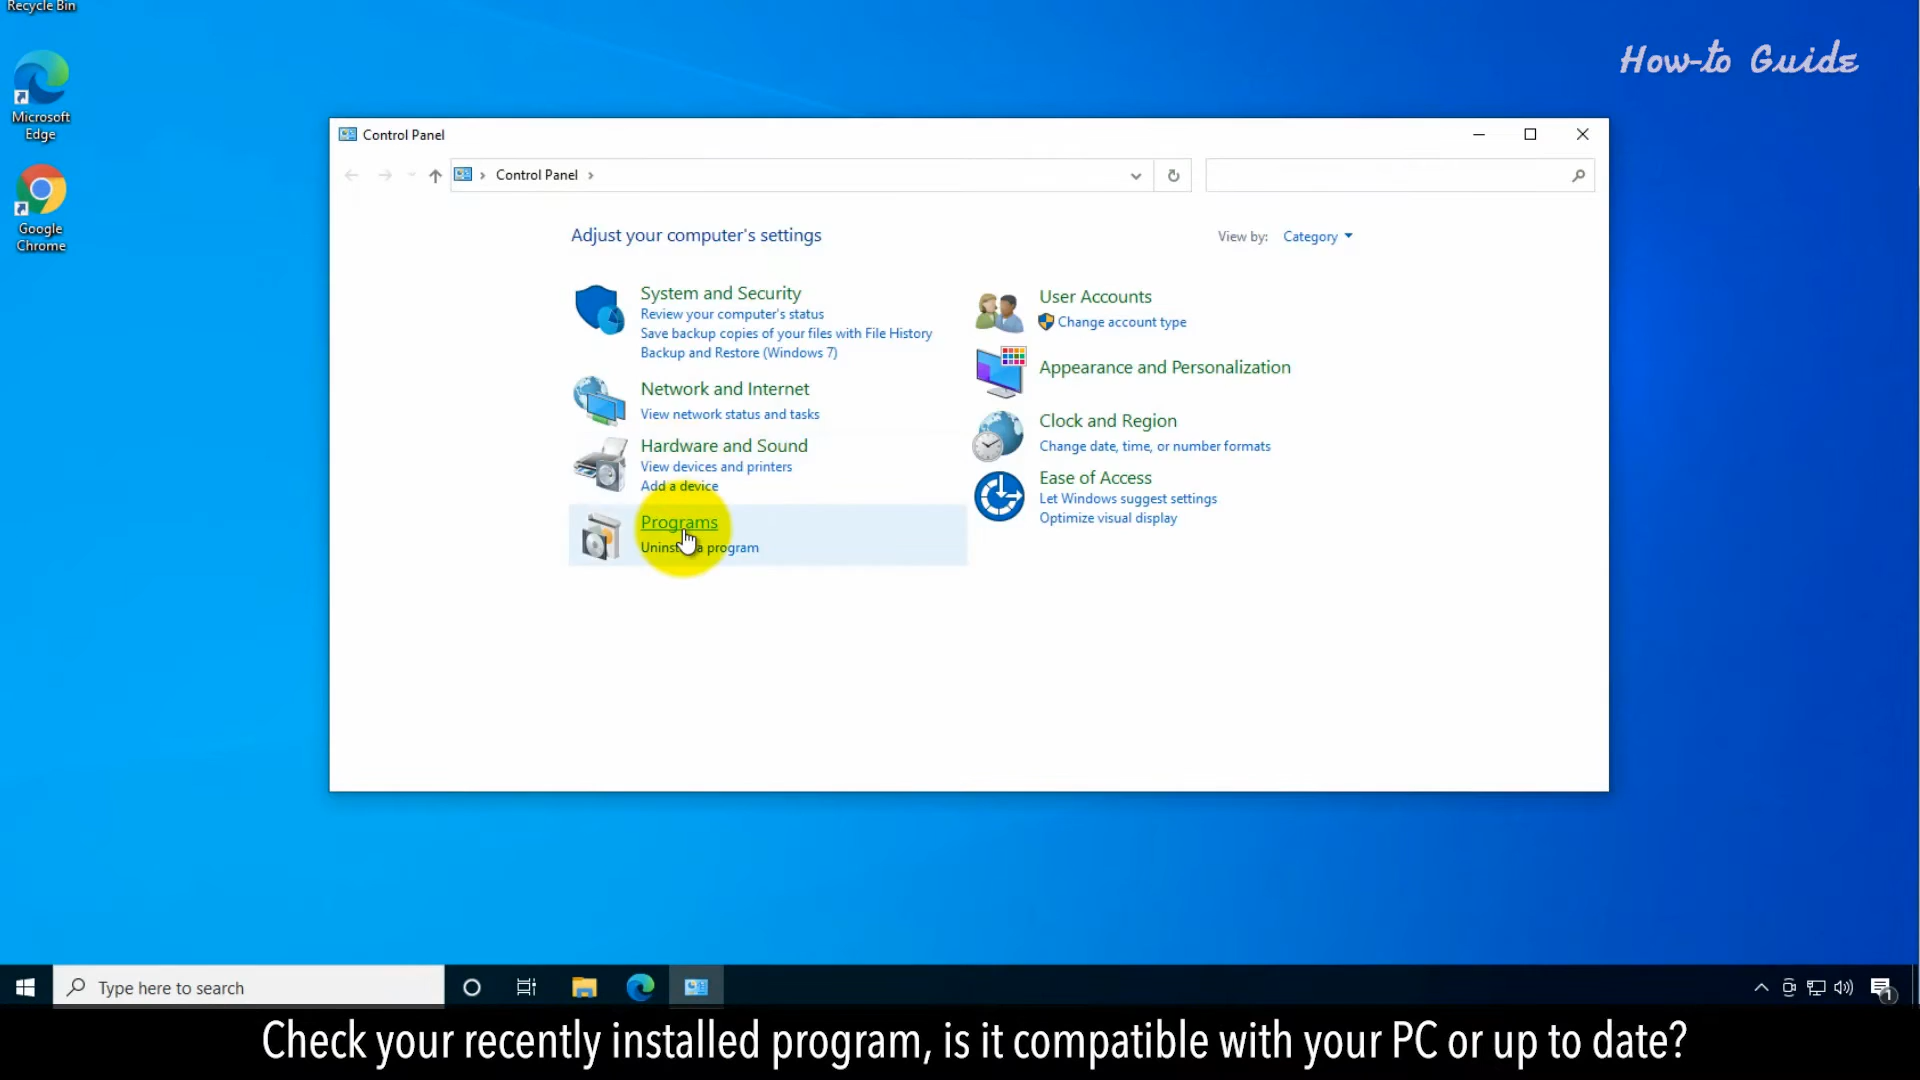 Recycle Bin
How-to Guide
Microsoft
Edge
Google
Chrome
Control Panel
Control Panel
Adjust your computer's settings
View by: Category
System and Security
Review your computer's status
Save backup copies of your files with File History
Backup and Restore (Windows 7)
Network and Internet
View network status and tasks
Hardware and Sound
View devices and printers
Add a device
Programs
Uninstall a program
User Accounts
Change account type
Appearance and Personalization
Clock and Region
Change date, time, or number formats
Ease of Access
Let Windows suggest settings
Optimize visual display
Type here to search
1
Check your recently installed program, is it compatible with your PC or up to date?